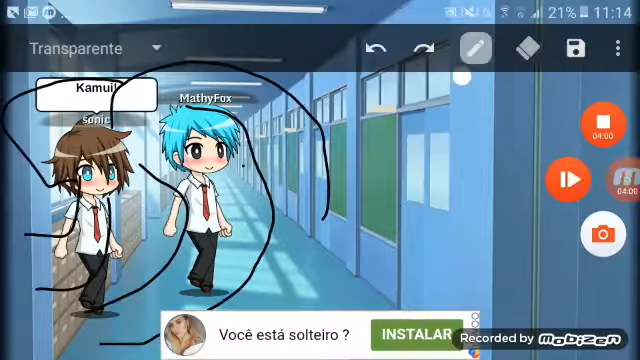 21% 11:14
Transparente
Kamui!
MathyFox
sonic
04:00
04:00
Você está solteiro ?
INSTALAR
Recorded by MOBIZEN